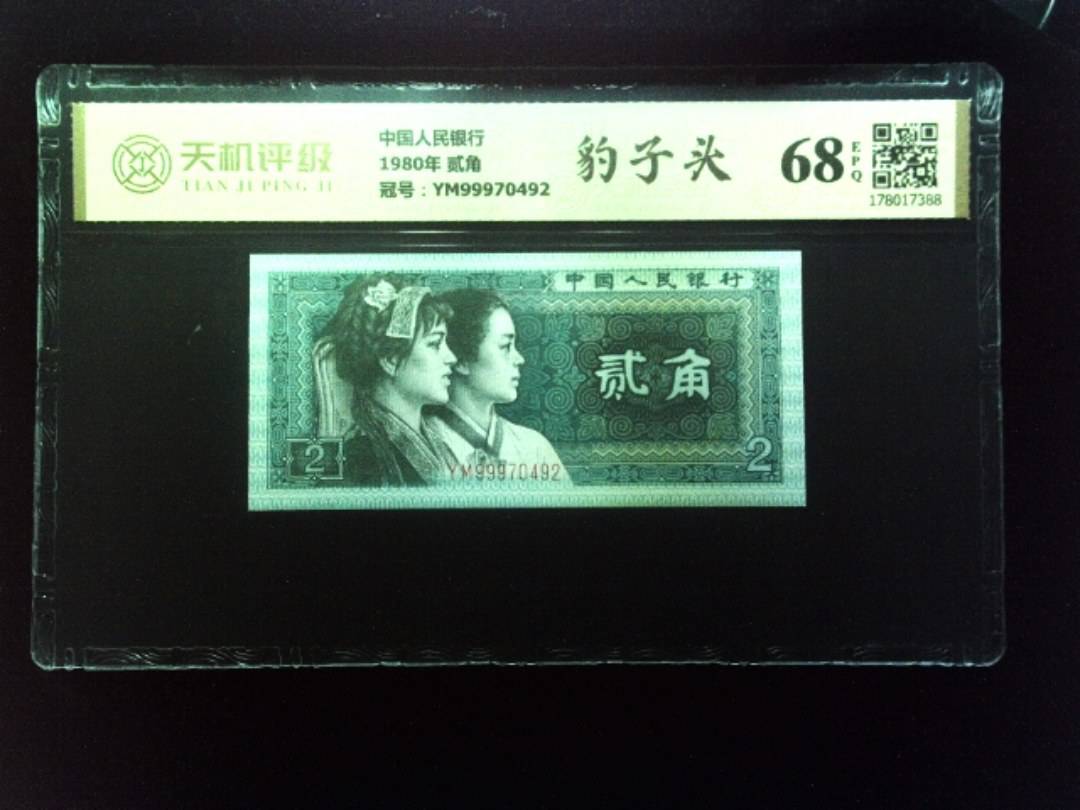 天机评级
TIAN JI PING JI
中国人民银行
1980年 贰角
冠号：YM99970492
豹子头
68
EPQ
178017388
中国人民银行
贰角
2
YM99970492
2